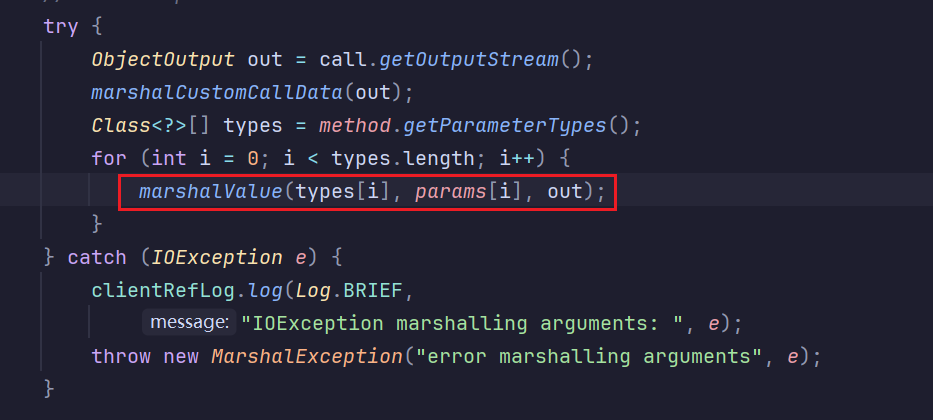 try {
ObjectOutput out = call.getOutputStream();
marshalCustomCallData(out);
Class<?>[] types = method.getParameterTypes();
for (int i = 0; i < types.length; i++) {
marshalValue(types[i], params[i], out);
}
} catch (IOException e) {
clientRefLog.log(Log.BRIEF,
message: "IOException marshalling arguments: ", e);
throw new MarshalException("error marshalling arguments", e);
}